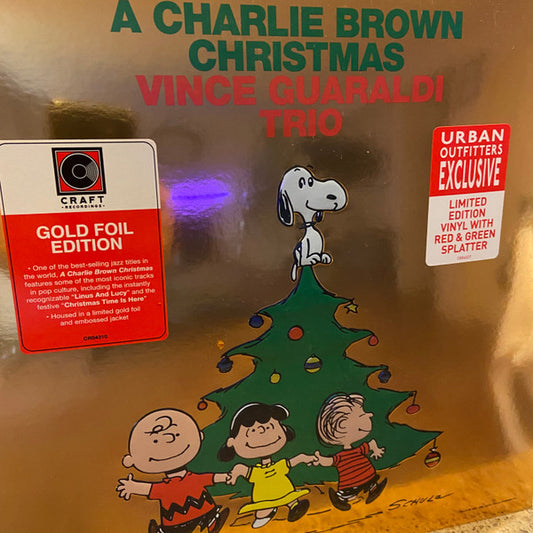 A CHARLIE BROWN
CHRISTMAS
VINCE GUARALDI
TRIO
CRAFT
RECORDINGS
GOLD FOIL
EDITION
• One of the best-selling jazz titles in
the world, A Charlie Brown Christmas
features some of the most iconic tracks
in pop culture, including the instantly
recognizable "Linus And Lucy" and the
festive "Christmas Time Is Here"
• Housed in a limited gold foil
and embossed jacket
URBAN
OUTFITTERS
EXCLUSIVE
LIMITED
EDITION
VINYL WITH
RED & GREEN
SPLATTER
SCHULZ